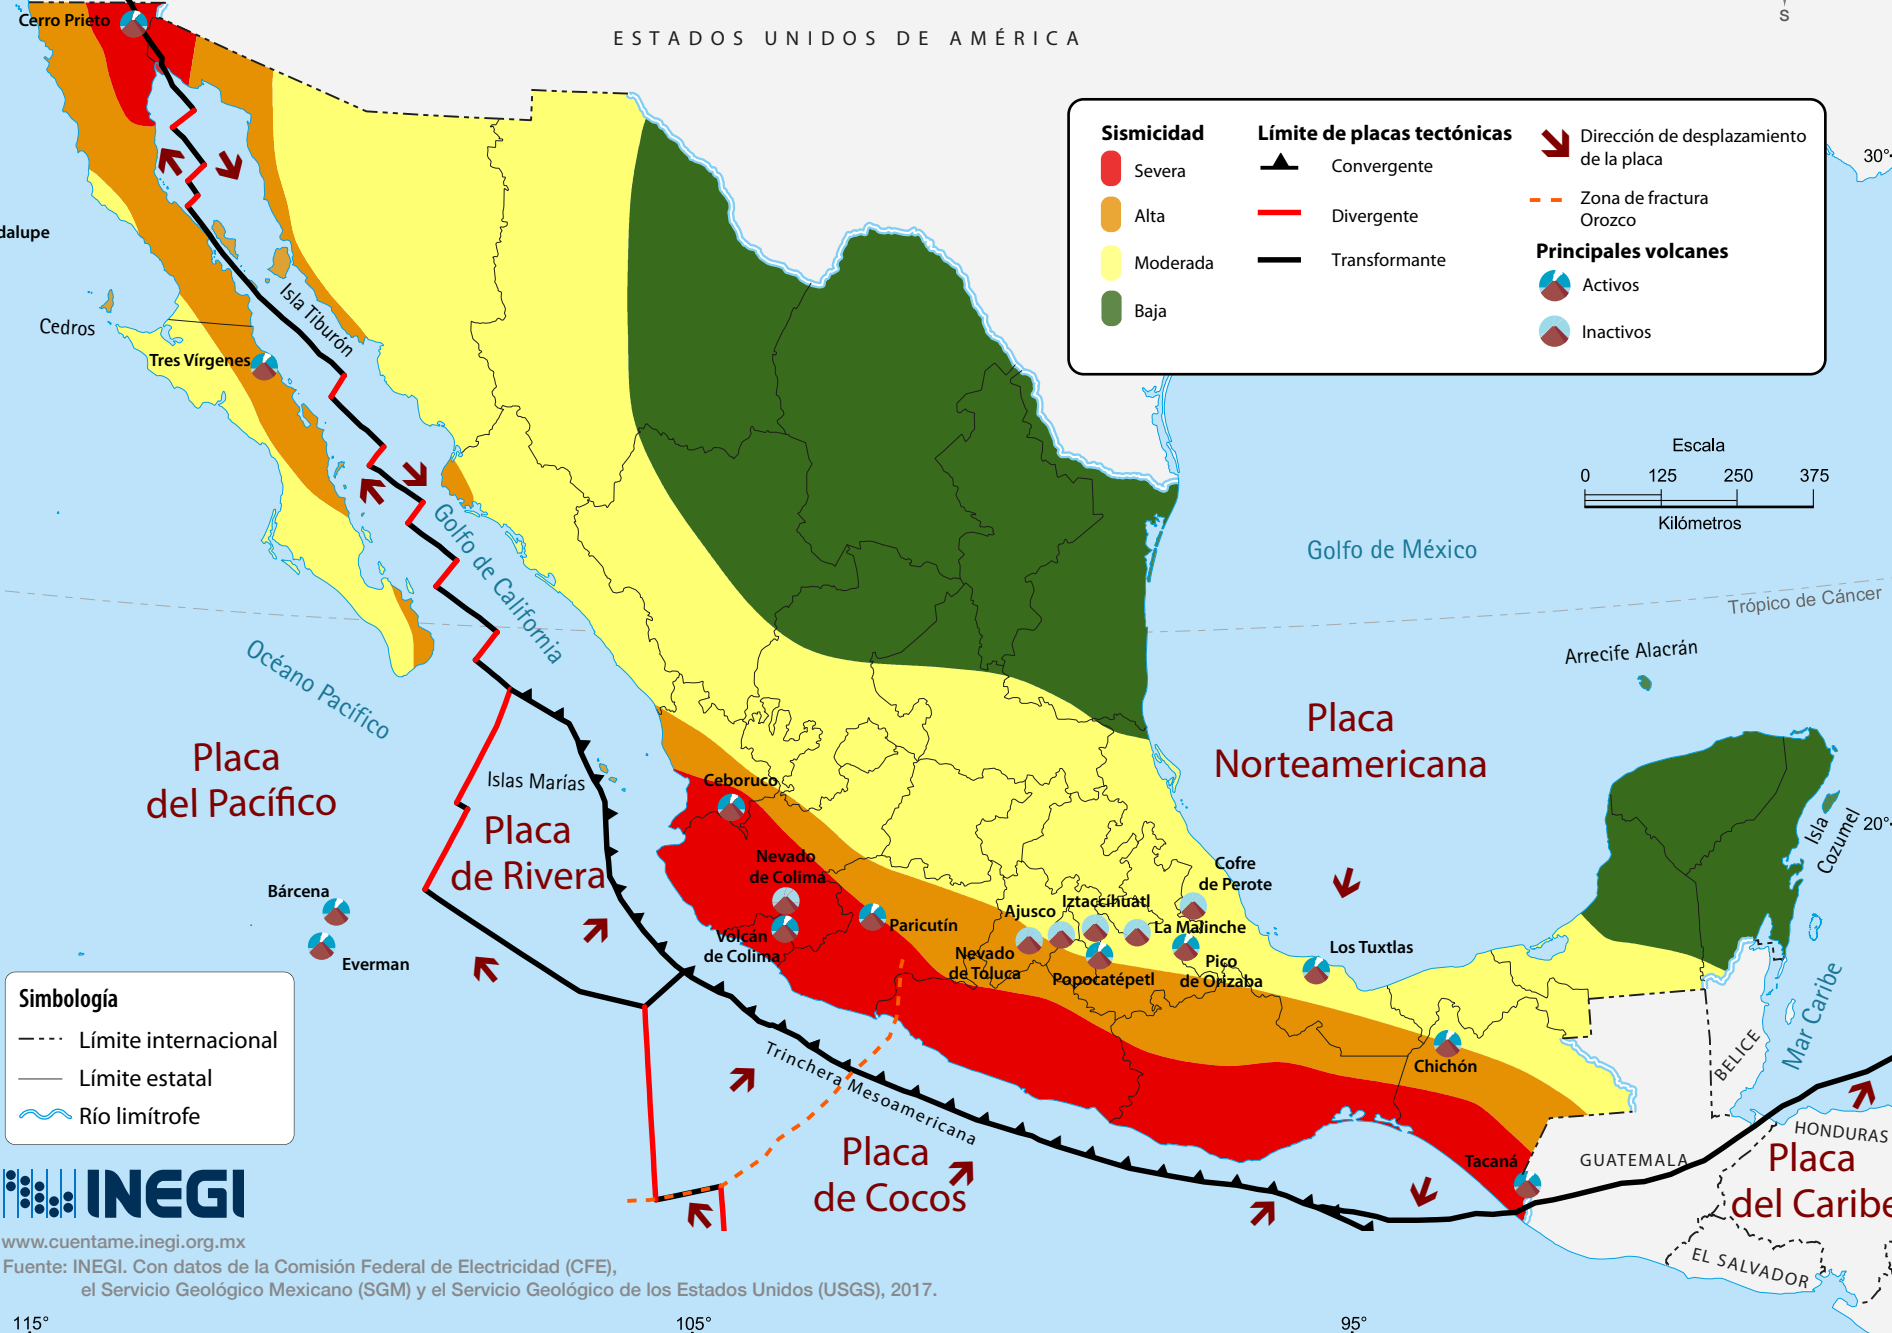 Cerro Prieto
ESTADOS UNIDOS DE AMÉRICA
S
Sismicidad
Severa
Alta
Moderada
Baja
Límite de placas tectónicas
Convergente
Divergente
Transformante
Dirección de desplazamiento
de la placa
Zona de fractura
Orozco
Principales volcanes
Activos
Inactivos
30°
dalupe
Cedros
Isla Tiburón
Tres Vírgenes
Escala
0 125 250 375
Kilómetros
Golfo de California
Golfo de México
Trópico de Cáncer
Océano Pacífico
Arrecife Alacrán
Placa
Norteamericana
Placa
del Pacífico
Islas Marías
Ceboruco
Placa
de Rivera
Isla
Cozumel
20°
Nevado
de Colima
Cofre
de Perote
Bárcena
Iztaccíhuatl
Ajusco
Paricutín
La Malinche
Volcán
de Colima
Everman
Nevado
de Toluca
Popocatépetl
Pico
de Orizaba
Los Tuxtlas
Simbología
Límite internacional
Límite estatal
Río limítrofe
Mar Caribe
BELICE
Chichón
Trinchera Mesoamericana
Placa
de Cocos
Tacaná
GUATEMALA
HONDURAS
Placa
del Caribe
EL SALVADOR
INEGI
www.cuentame.inegi.org.mx
Fuente: INEGI. Con datos de la Comisión Federal de Electricidad (CFE),
el Servicio Geológico Mexicano (SGM) y el Servicio Geológico de los Estados Unidos (USGS), 2017.
115°
105°
95°